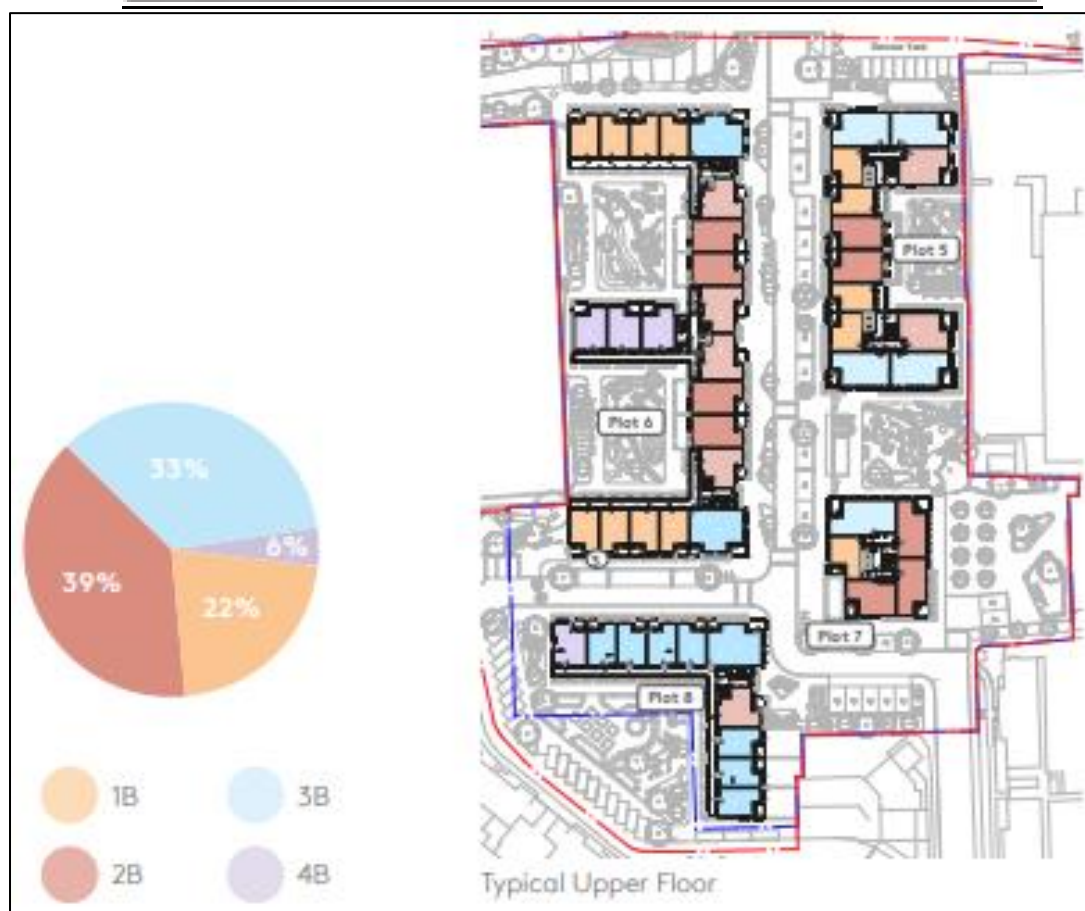 33%
6%
39%
22%
1B
3B
2B
4B
Plot 5
Plot 6
Plot 7
Plot 8
Typical Upper Floor